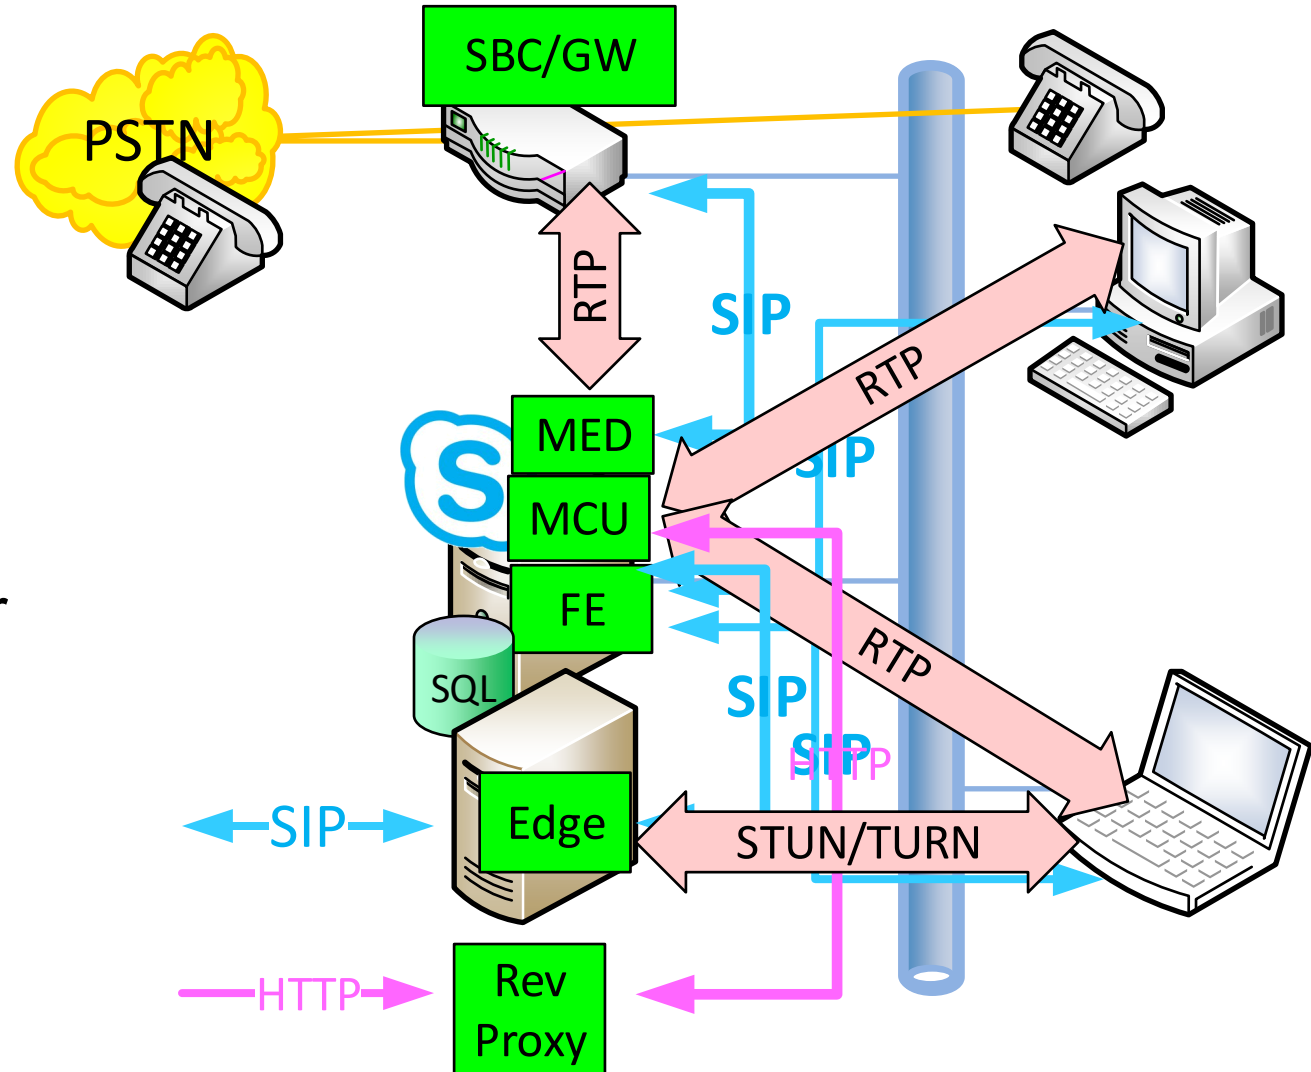 SBC/GW
PSTN
RTP
SIP
RTP
MED
SIP
S
MCU
FE
RTP
SQL
SIP
SIP
HTTP
Edge
SIP
STUN/TURN
HTTP
Rev
Proxy